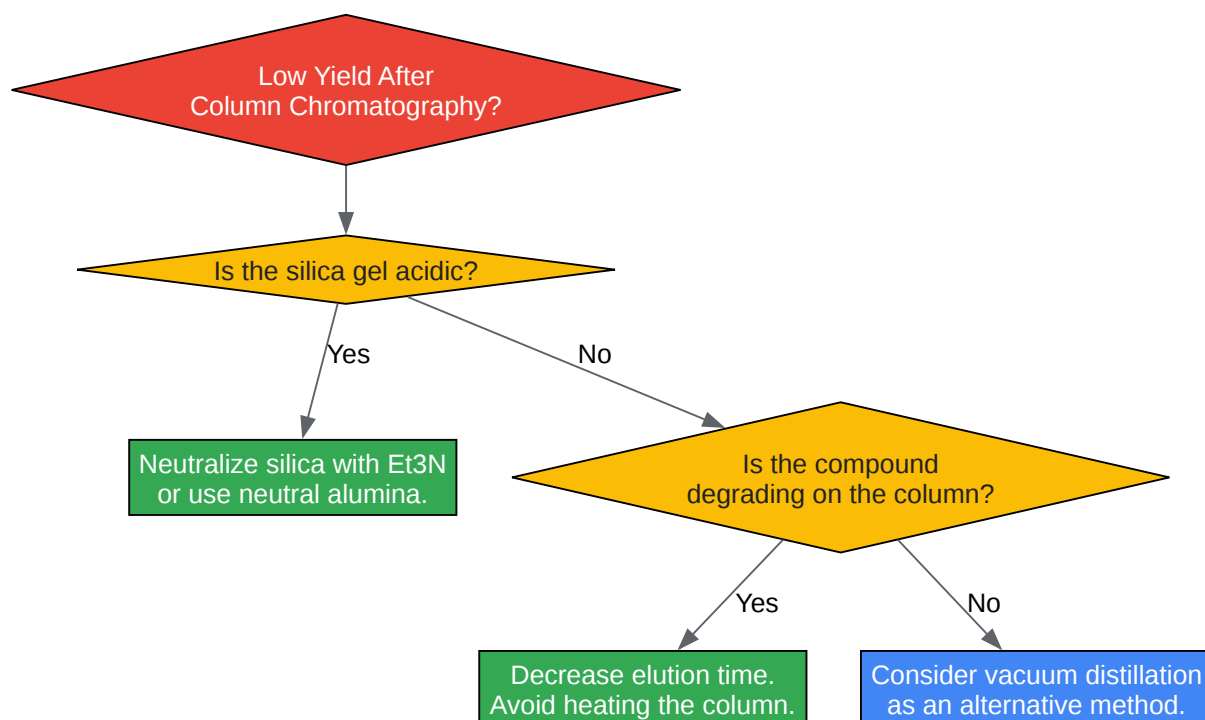 Low Yield After
Column Chromatography?
Is the silica gel acidic?
Yes
No
Neutralize silica with Et3N
or use neutral alumina.
Is the compound
degrading on the column?
Yes
No
Decrease elution time.
Avoid heating the column.
Consider vacuum distillation
as an alternative method.